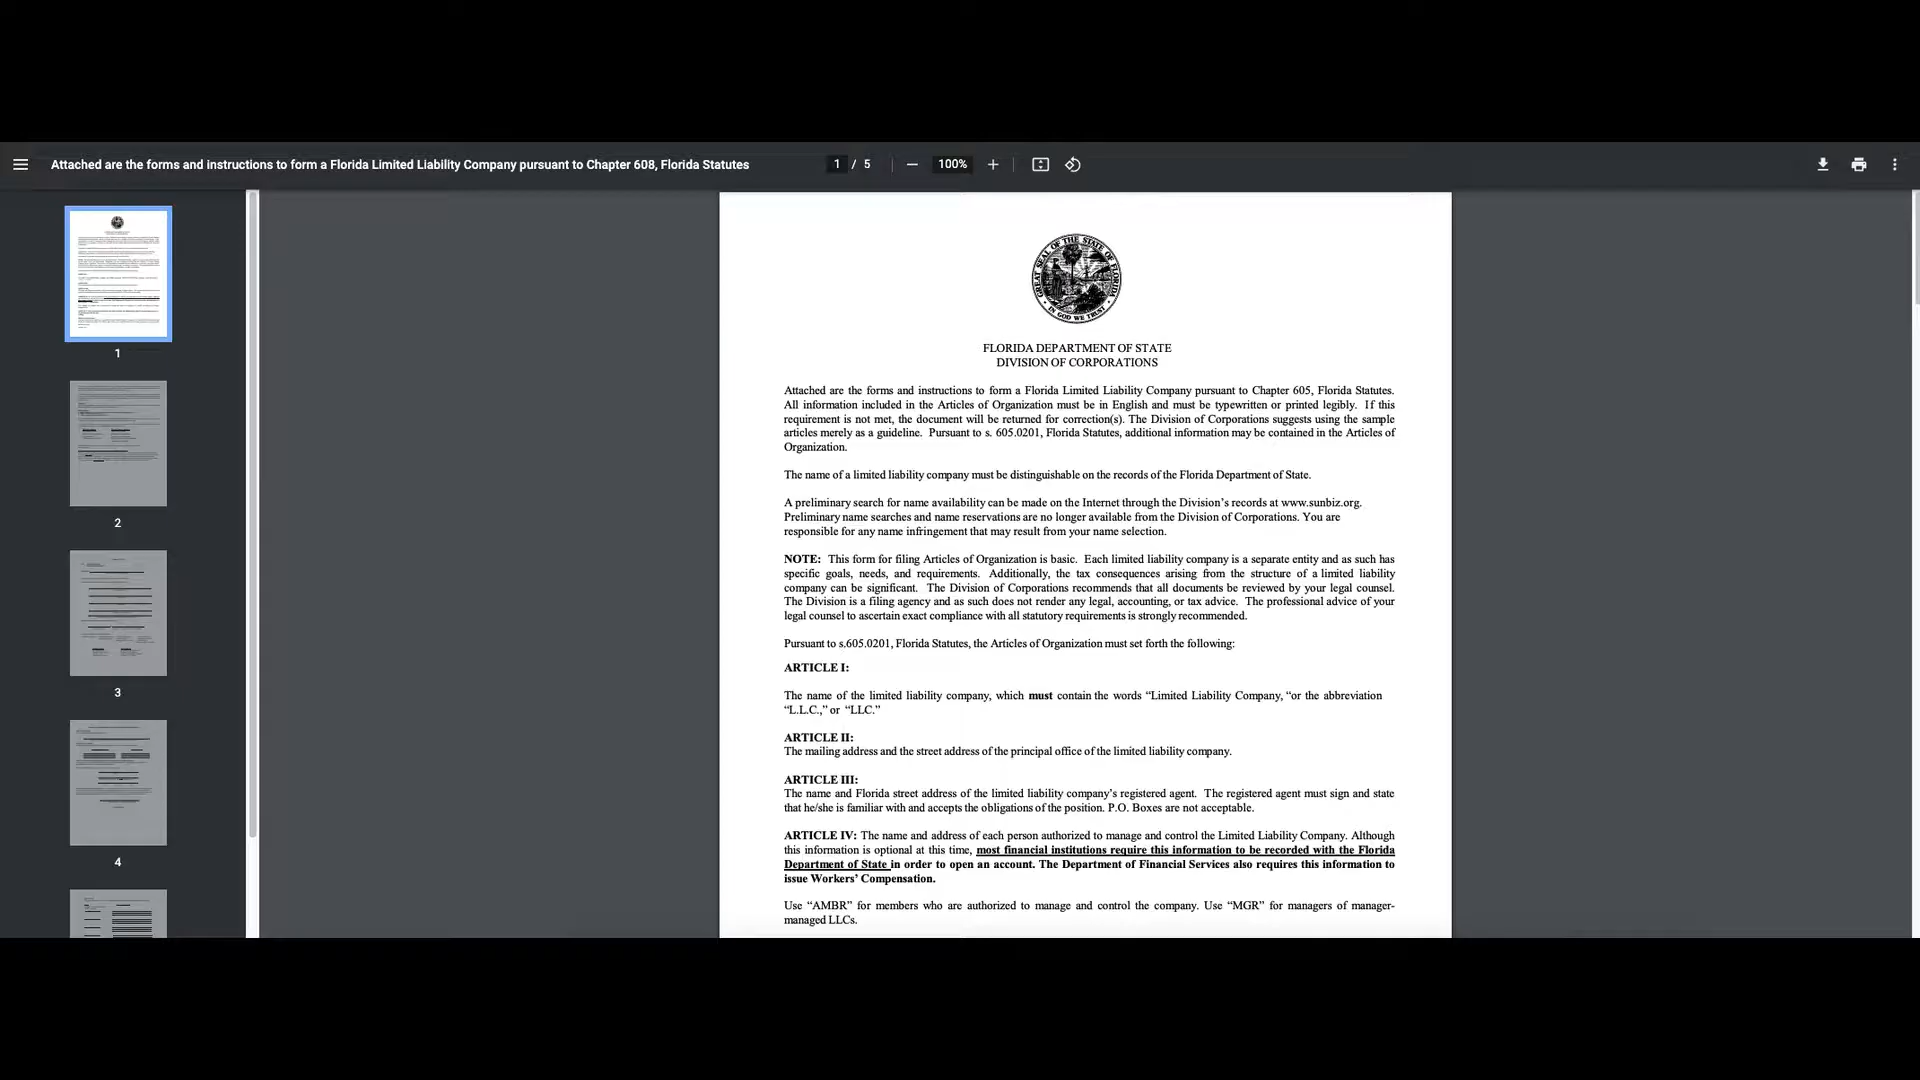 Attached are the forms and instructions to form a Florida Limited Liability Company pursuant to Chapter 608, Florida Statutes
1 / 5
100%
1
2
3
4
GREAT SEAL OF THE STATE OF FLORIDA
IN GOD WE TRUST
FLORIDA DEPARTMENT OF STATE
DIVISION OF CORPORATIONS
Attached are the forms and instructions to form a Florida Limited Liability Company pursuant to Chapter 605, Florida Statutes.
All information included in the Articles of Organization must be in English and must be typewritten or printed legibly. If this
requirement is not met, the document will be returned for correction(s). The Division of Corporations suggests using the sample
articles merely as a guideline. Pursuant to s. 605.0201, Florida Statutes, additional information may be contained in the Articles of
Organization.
The name of a limited liability company must be distinguishable on the records of the Florida Department of State.
A preliminary search for name availability can be made on the Internet through the Division’s records at www.sunbiz.org.
Preliminary name searches and name reservations are no longer available from the Division of Corporations. You are
responsible for any name infringement that may result from your name selection.
NOTE: This form for filing Articles of Organization is basic. Each limited liability company is a separate entity and as such has
specific goals, needs, and requirements. Additionally, the tax consequences arising from the structure of a limited liability
company can be significant. The Division of Corporations recommends that all documents be reviewed by your legal counsel.
The Division is a filing agency and as such does not render any legal, accounting, or tax advice. The professional advice of your
legal counsel to ascertain exact compliance with all statutory requirements is strongly recommended.
Pursuant to s.605.0201, Florida Statutes, the Articles of Organization must set forth the following:
ARTICLE I:
The name of the limited liability company, which must contain the words “Limited Liability Company, “or the abbreviation
“L.L.C.,” or “LLC.”
ARTICLE II:
The mailing address and the street address of the principal office of the limited liability company.
ARTICLE III:
The name and Florida street address of the limited liability company’s registered agent. The registered agent must sign and state
that he/she is familiar with and accepts the obligations of the position. P.O. Boxes are not acceptable.
ARTICLE IV: The name and address of each person authorized to manage and control the Limited Liability Company. Although
this information is optional at this time, most financial institutions require this information to be recorded with the Florida
Department of State in order to open an account. The Department of Financial Services also requires this information to
issue Workers’ Compensation.
Use “AMBR” for members who are authorized to manage and control the company. Use “MGR” for managers of manager-
managed LLCs.